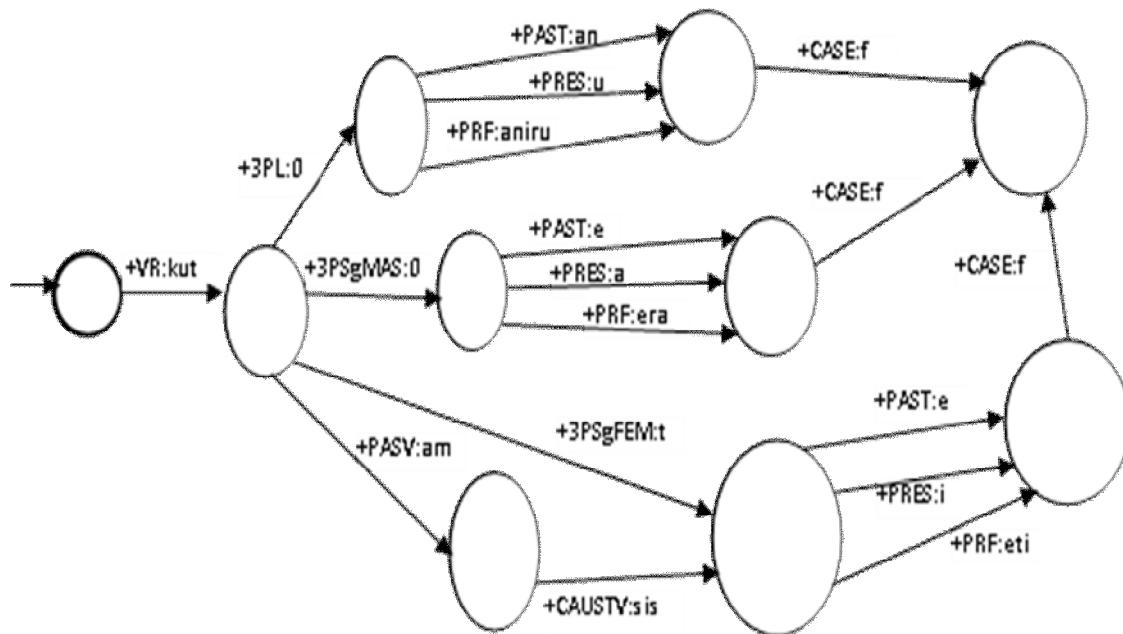 +PAST:an
+PRES:u
+PRF:aniru
+CASE:f
+3PL:0
+VR:kut
+3PSgMAS:0
+PAST:e
+PRES:a
+PRF:era
+CASE:f
+CASE:f
+PASV:am
+3PSgFEM:t
+CAUSTV:sis
+PAST:e
+PRES:i
+PRF:eti